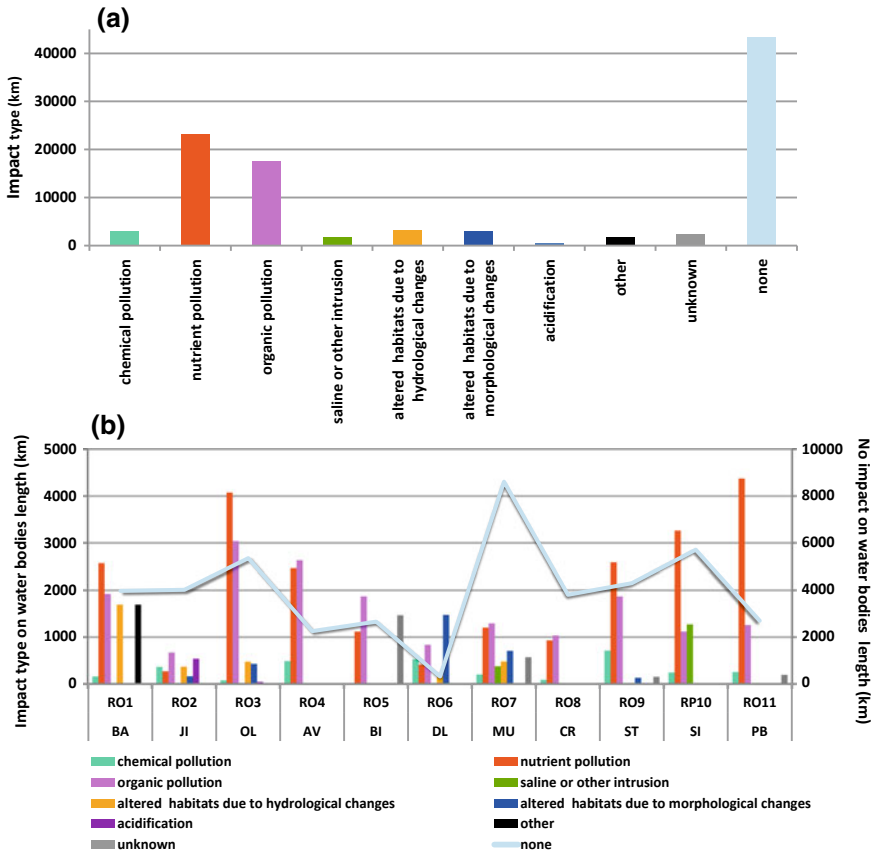 (a)
Impact type (km)
40000
30000
20000
10000
0
chemical pollution
nutrient pollution
organic pollution
saline or other intrusion
altered habitats due to
hydrological changes
altered habitats due to
morphological changes
acidification
other
unknown
none
(b)
Impact type on water bodies length (km)
5000
4000
3000
2000
1000
0
No impact on water bodies length (km)
10000
8000
6000
4000
2000
0
RO1 RO2 RO3 RO4 RO5 RO6 RO7 RO8 RO9 RP10 RO11
BA JI OL AV BI DL MU CR ST SI PB
chemical pollution nutrient pollution
organic pollution saline or other intrusion
altered habitats due to hydrological changes altered habitats due to morphological changes
acidification other
unknown none